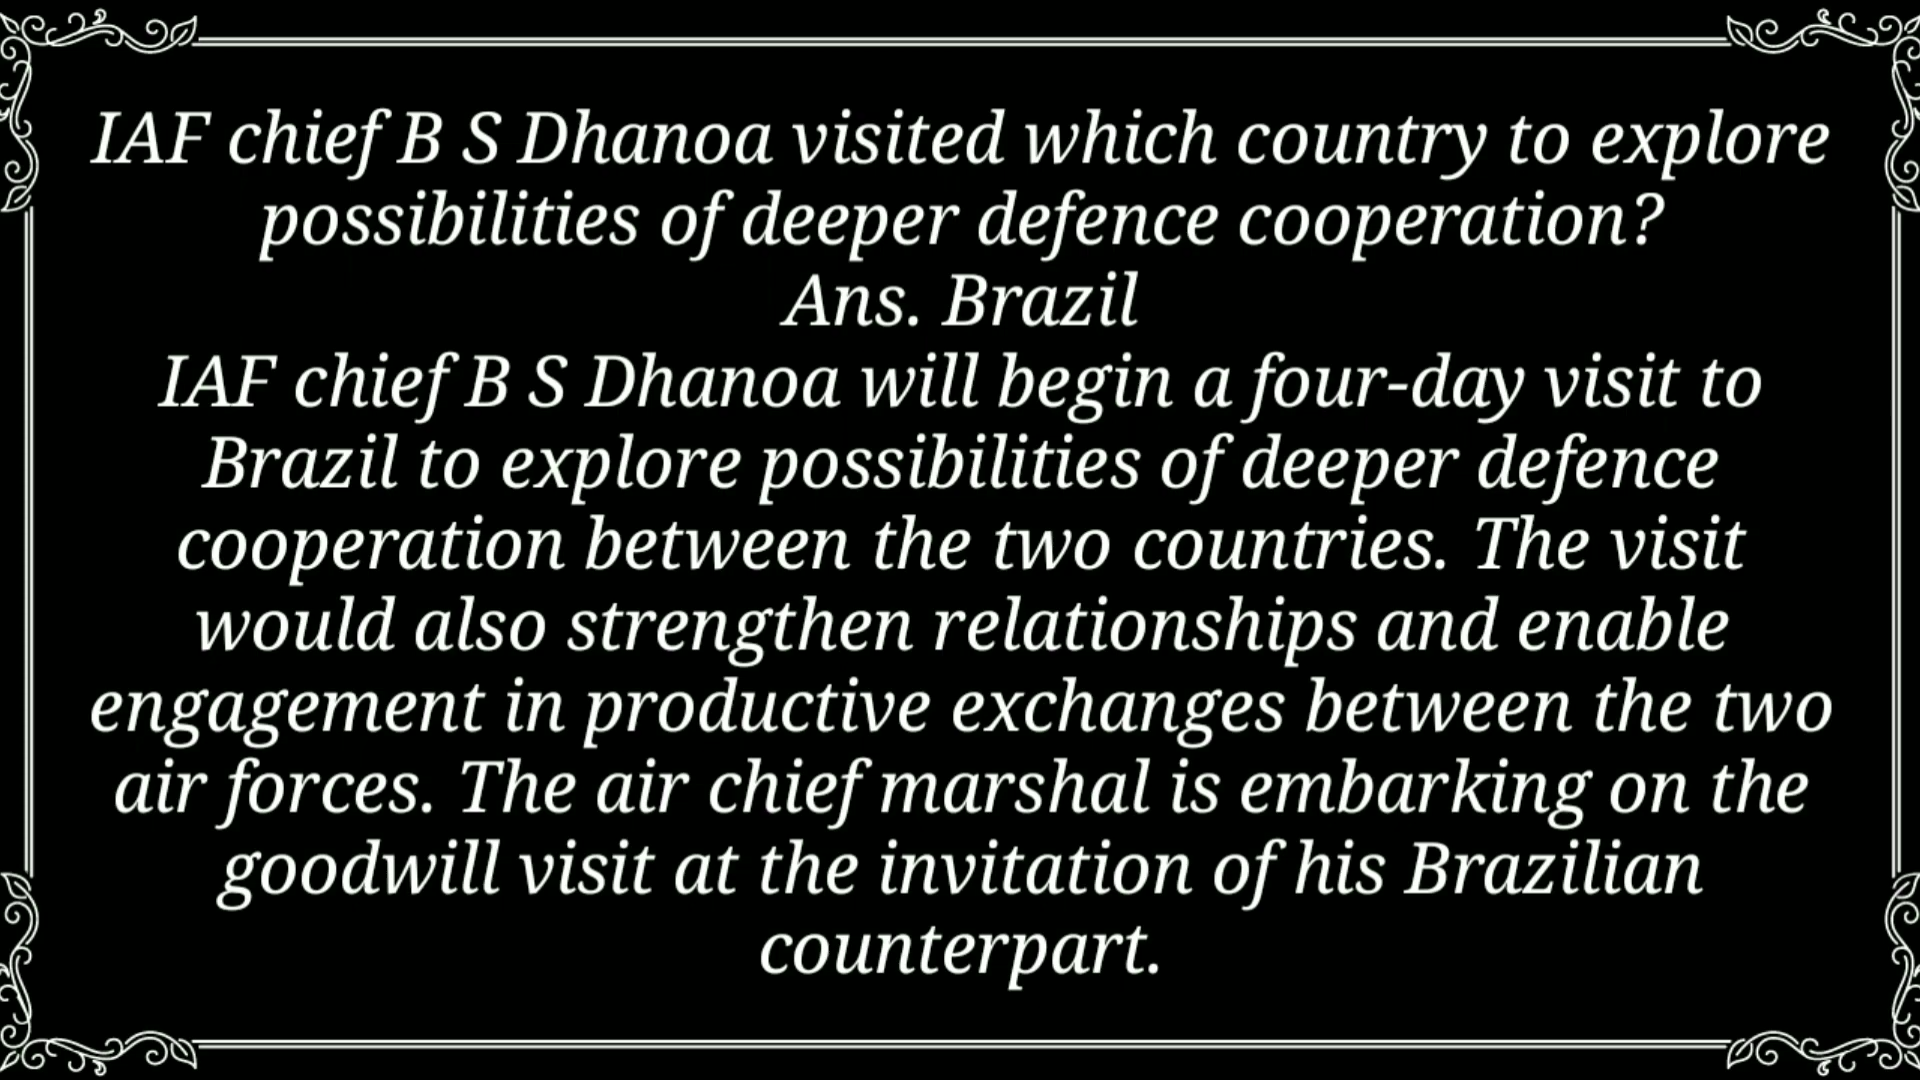 IAF chief B S Dhanoa visited which country to explore
possibilities of deeper defence cooperation?
Ans. Brazil
IAF chief B S Dhanoa will begin a four-day visit to
Brazil to explore possibilities of deeper defence
cooperation between the two countries. The visit
would also strengthen relationships and enable
engagement in productive exchanges between the two
air forces. The air chief marshal is embarking on the
goodwill visit at the invitation of his Brazilian
counterpart.